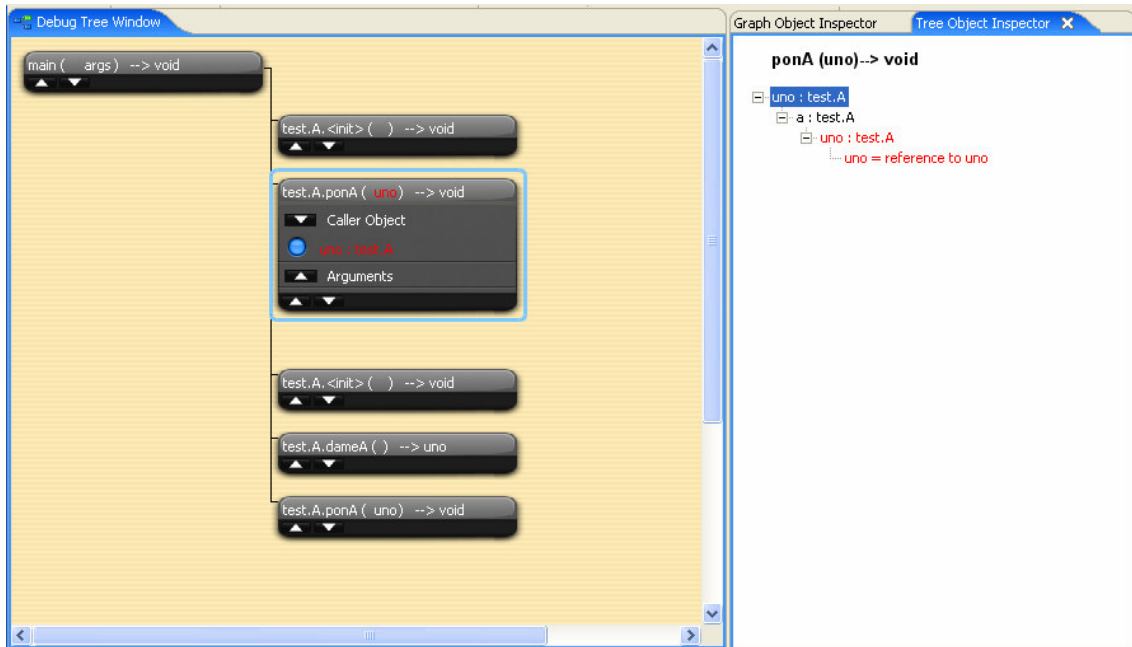 Debug Tree Window
main ( args ) --> void
test.A.<init> ( ) --> void
test.A.ponA ( uno) --> void
Caller Object
uno : test.A
Arguments
test.A.<init> ( ) --> void
test.A.dameA ( ) --> uno
test.A.ponA ( uno) --> void
Graph Object Inspector
Tree Object Inspector
ponA (uno)--> void
uno : test.A
a : test.A
uno : test.A
uno = reference to uno